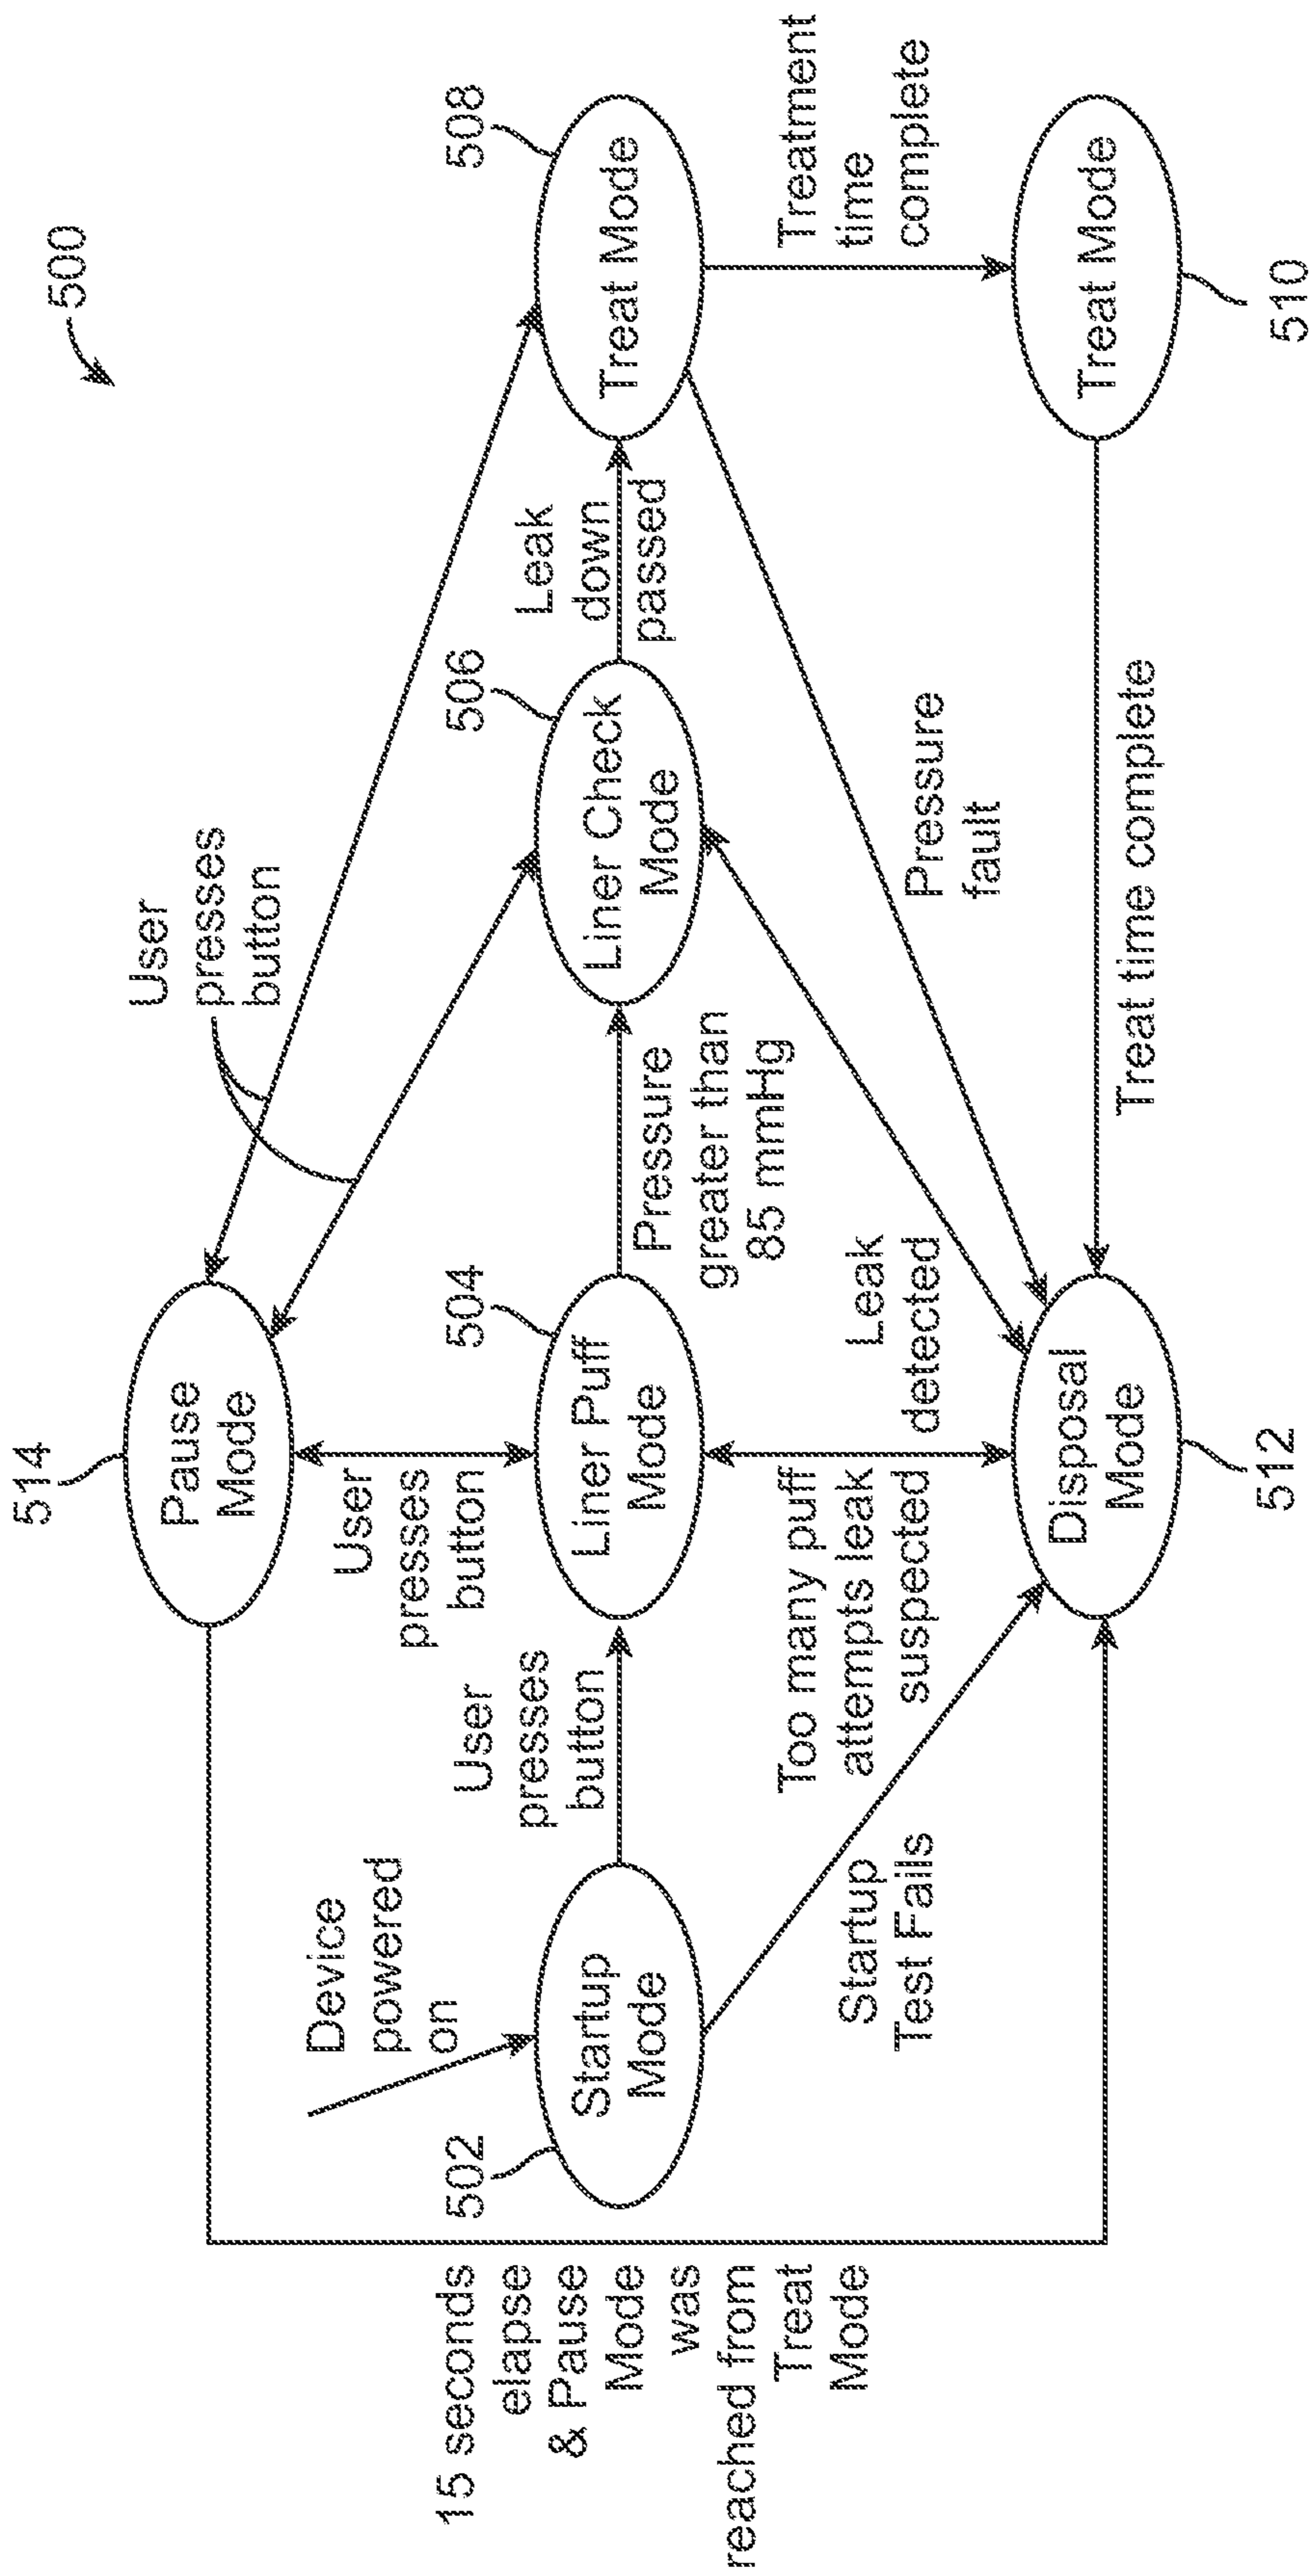 500
514
Pause
Mode
User
presses
button
Device
powered
on
User
presses
button
502
504
506
508
Startup
Mode
User
presses
button
Liner Puff
Mode
Pressure
greater than
85 mmHg
Liner Check
Mode
Leak
down
passed
Treat Mode
15 seconds
elapse
& Pause
Mode
was
reached from
Treat
Mode
Startup
Test Fails
Too many puff
attempts leak
suspected
Leak
detected
Pressure
fault
Treatment
time
complete
Disposal
Mode
512
Treat time complete
Treat Mode
510